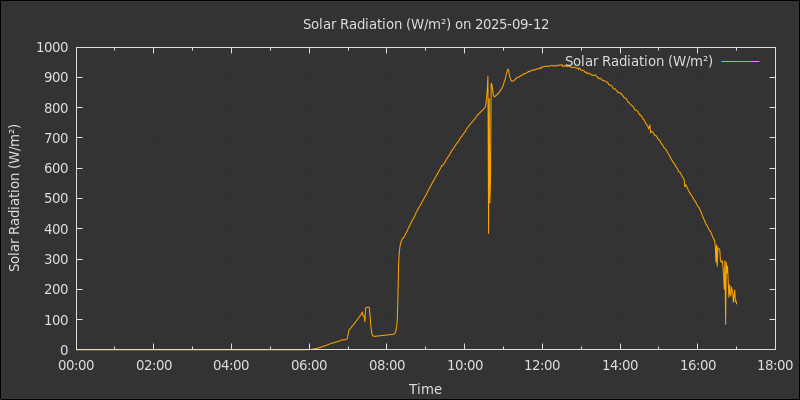 Solar Radiation (W/m²) on 2025-09-12
Solar Radiation (W/m²)
Solar Radiation (W/m²)
1000
900
800
700
600
500
400
300
200
100
0
00:00 02:00 04:00 06:00 08:00 10:00 12:00 14:00 16:00 18:00
Time